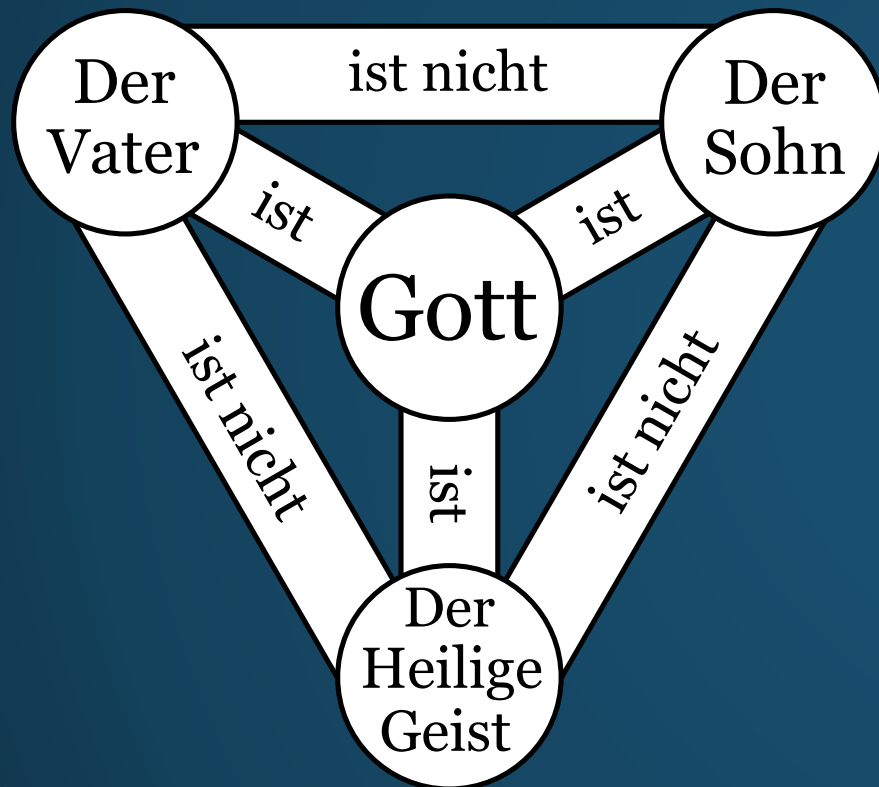 Der
Vater
ist nicht
Der
Sohn
ist
ist
Gott
ist nicht
ist nicht
ist
Der
Heilige
Geist